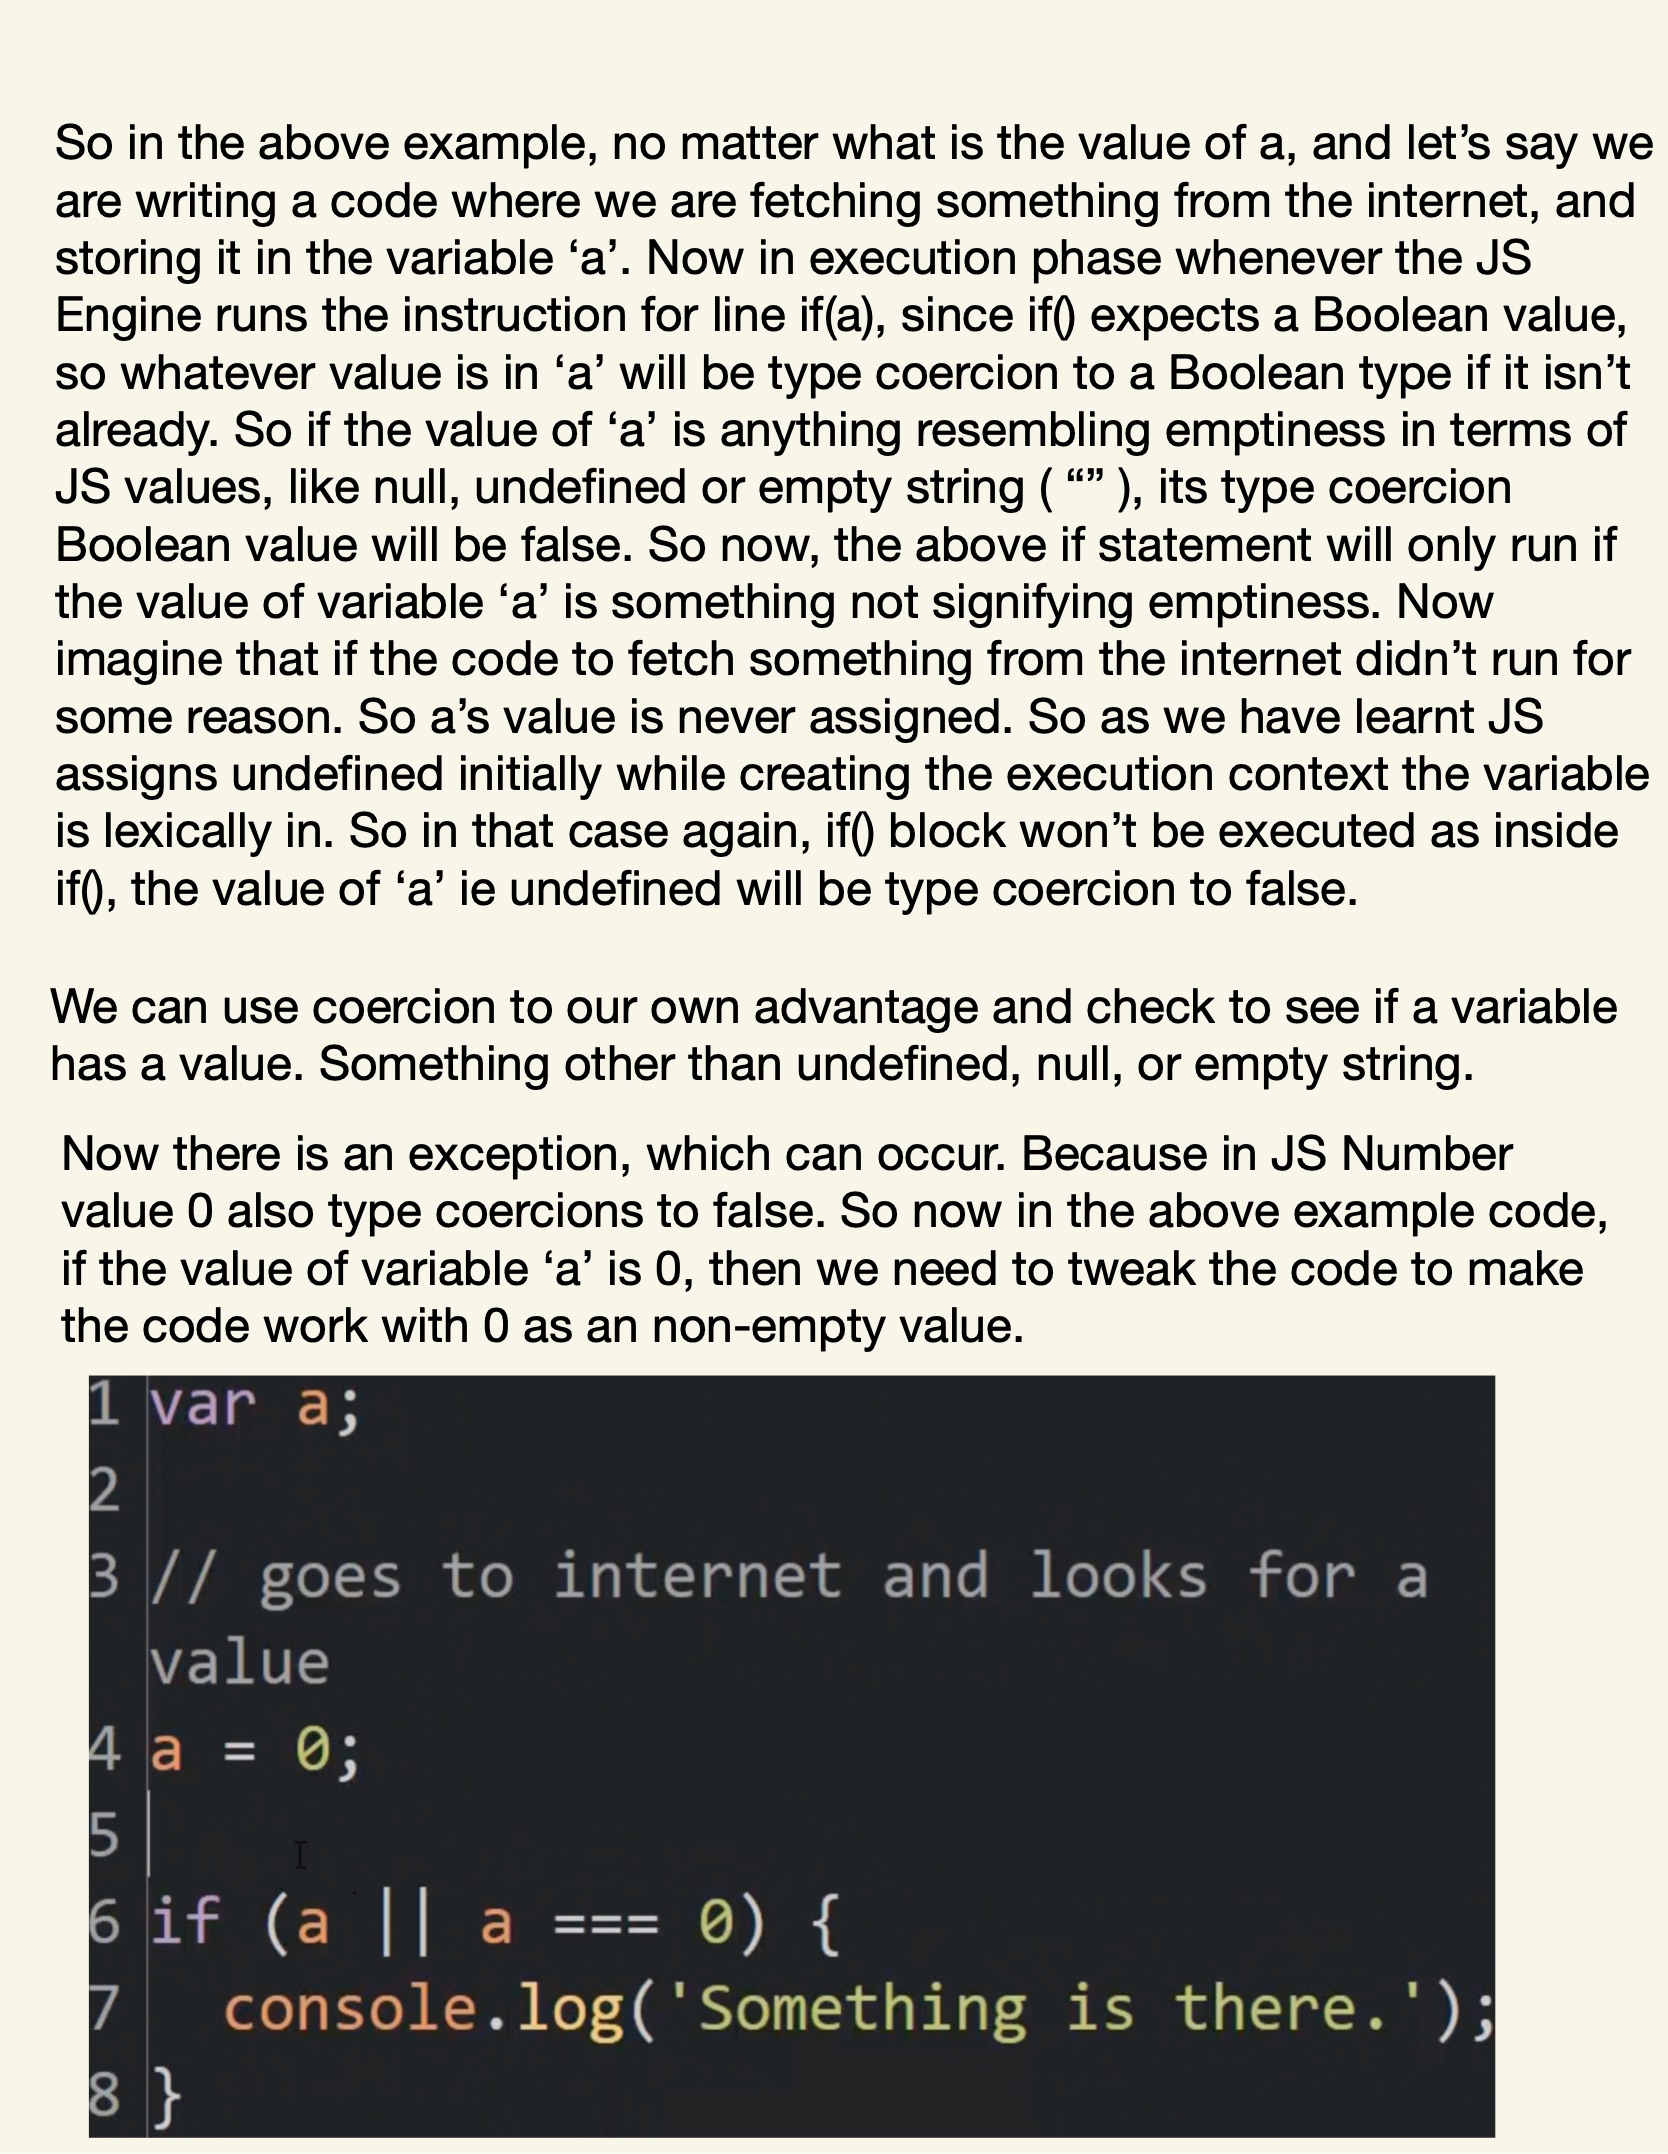 So in the above example, no matter what is the value of a, and let’s say we
are writing a code where we are fetching something from the internet, and
storing it in the variable ‘a’. Now in execution phase whenever the JS
Engine runs the instruction for line if(a), since if() expects a Boolean value,
so whatever value is in ‘a’ will be type coercion to a Boolean type if it isn’t
already. So if the value of ‘a’ is anything resembling emptiness in terms of
JS values, like null, undefined or empty string ( “” ), its type coercion
Boolean value will be false. So now, the above if statement will only run if
the value of variable ‘a’ is something not signifying emptiness. Now
imagine that if the code to fetch something from the internet didn’t run for
some reason. So a’s value is never assigned. So as we have learnt JS
assigns undefined initially while creating the execution context the variable
is lexically in. So in that case again, if() block won’t be executed as inside
if(), the value of ‘a’ ie undefined will be type coercion to false.
We can use coercion to our own advantage and check to see if a variable
has a value. Something other than undefined, null, or empty string.
Now there is an exception, which can occur. Because in JS Number
value 0 also type coercions to false. So now in the above example code,
if the value of variable ‘a’ is 0, then we need to tweak the code to make
the code work with 0 as an non-empty value.
1 var a;
2
3 // goes to internet and looks for a
value
4 a = 0;
5
6 if (a || a === 0) {
7 console.log('Something is there.');
8 }